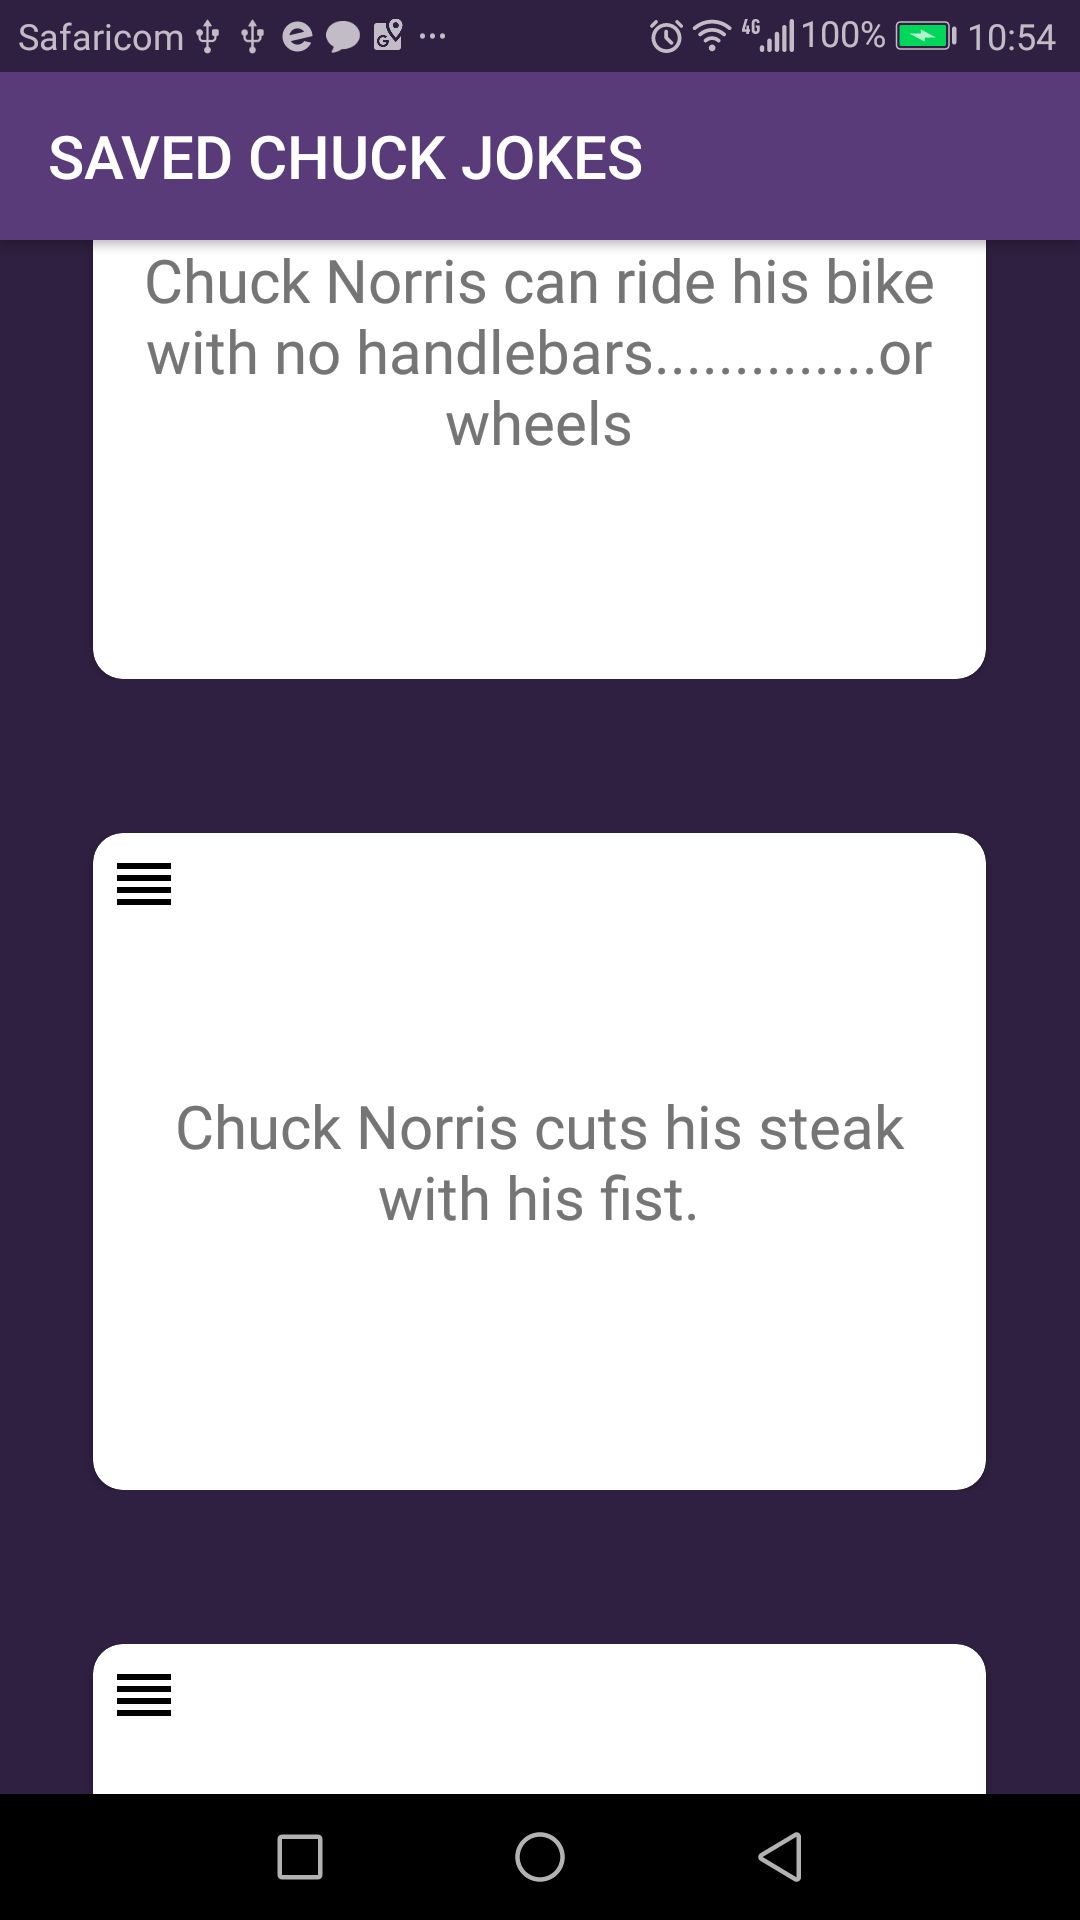 Safaricom 4G 100% 10:54
SAVED CHUCK JOKES
Chuck Norris can ride his bike
with no handlebars..............or
wheels
Chuck Norris cuts his steak
with his fist.